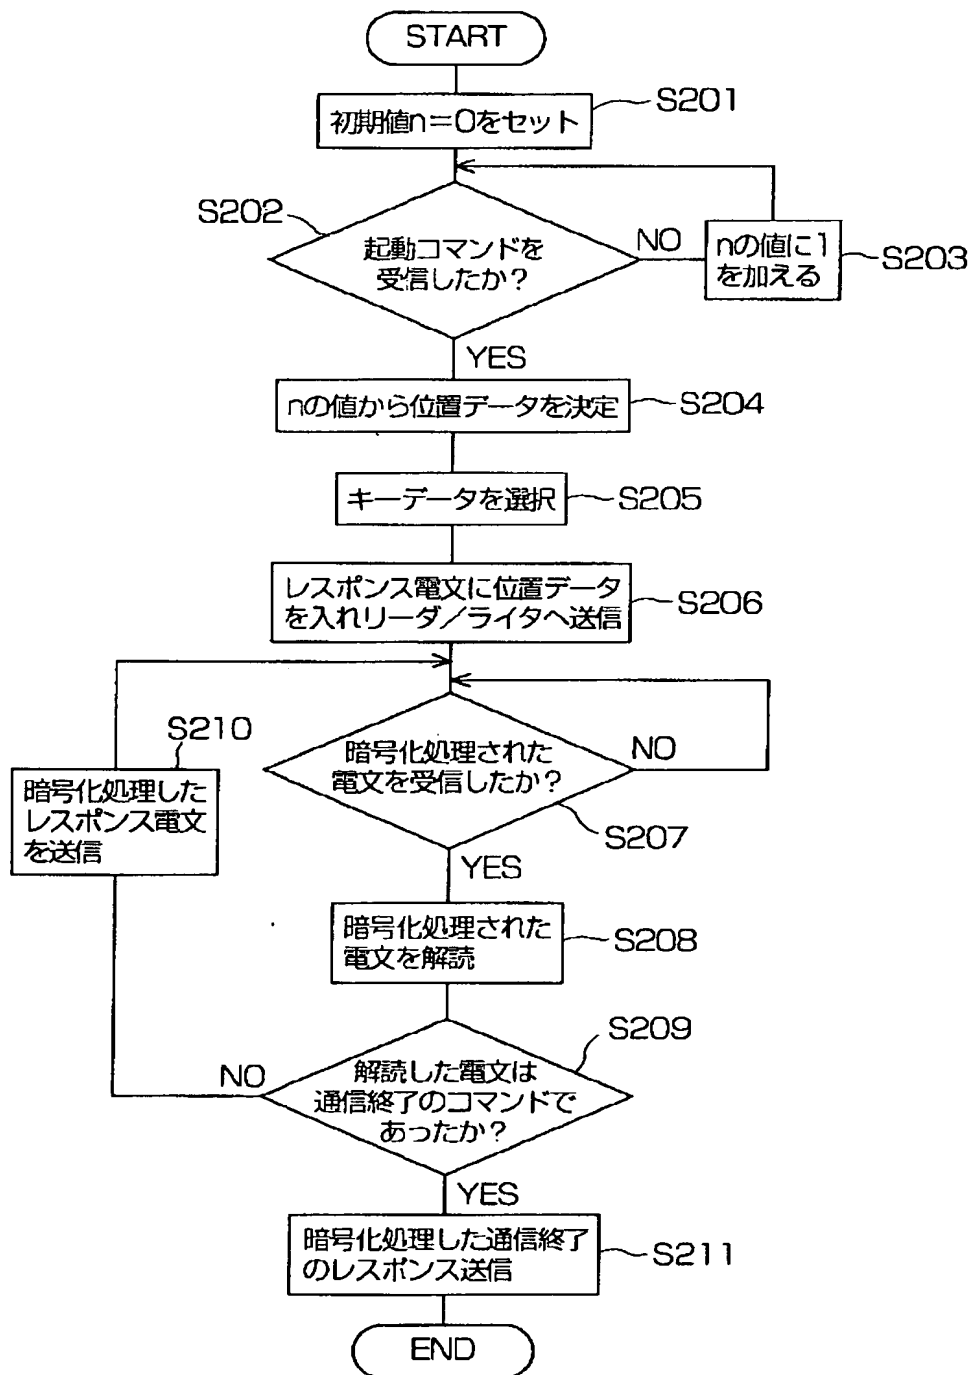 START
初期値n=0をセット
S201
S202
起動コマンドを
受信したか?
NO
nの値に1
を加える
S203
YES
nの値から位置データを決定
S204
キーデータを選択
S205
レスポンス電文に位置データ
を入れリーダ/ライタへ送信
S206
S210
暗号化処理した
レスポンス電文
を送信
暗号化処理された
電文を受信したか?
NO
S207
YES
暗号化処理された
電文を解読
S208
S209
NO
解読した電文は
通信終了のコマンドで
あったか?
YES
暗号化処理した通信終了
のレスポンス送信
S211
END